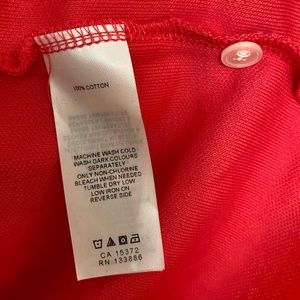 100% COTTON
MACHINE WASH COLD
WASH DARK COLOURS
SEPARATELY
ONLY NON-CHLORINE
BLEACH WHEN NEEDED
TUMBLE DRY LOW
LOW IRON ON
REVERSE SIDE
CA 15372
RN 133886